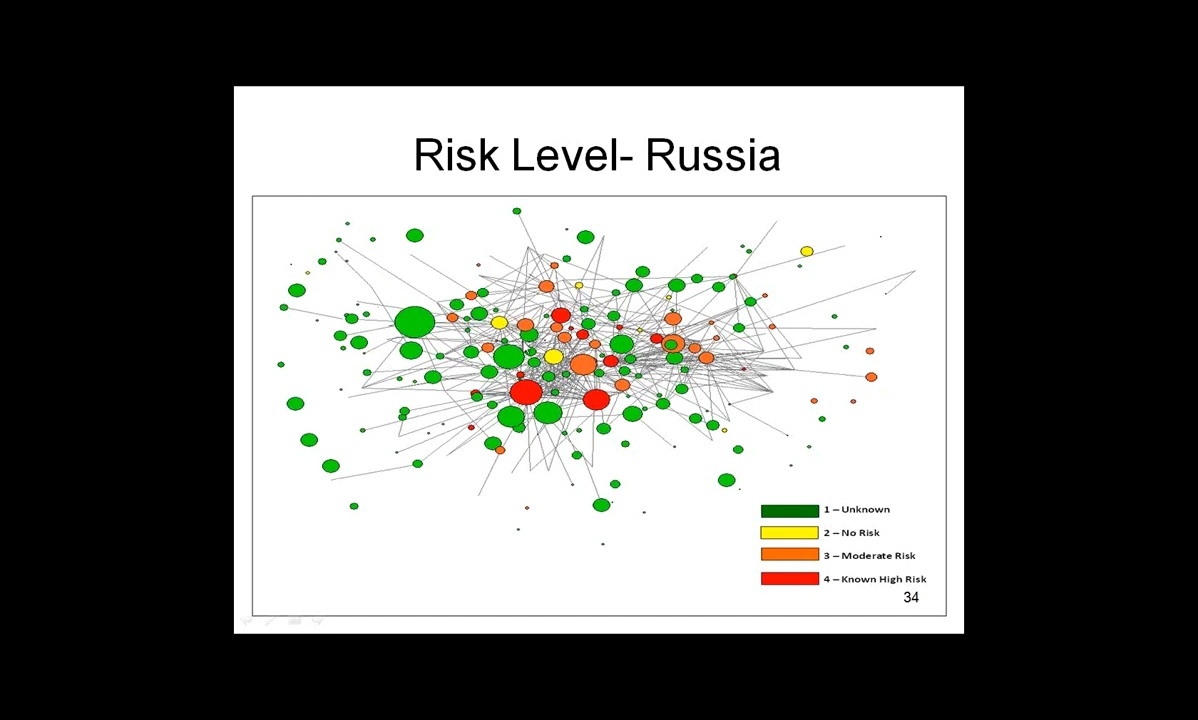 Risk Level- Russia
1 – Unknown
2 – No Risk
3 – Moderate Risk
4 – Known High Risk
34